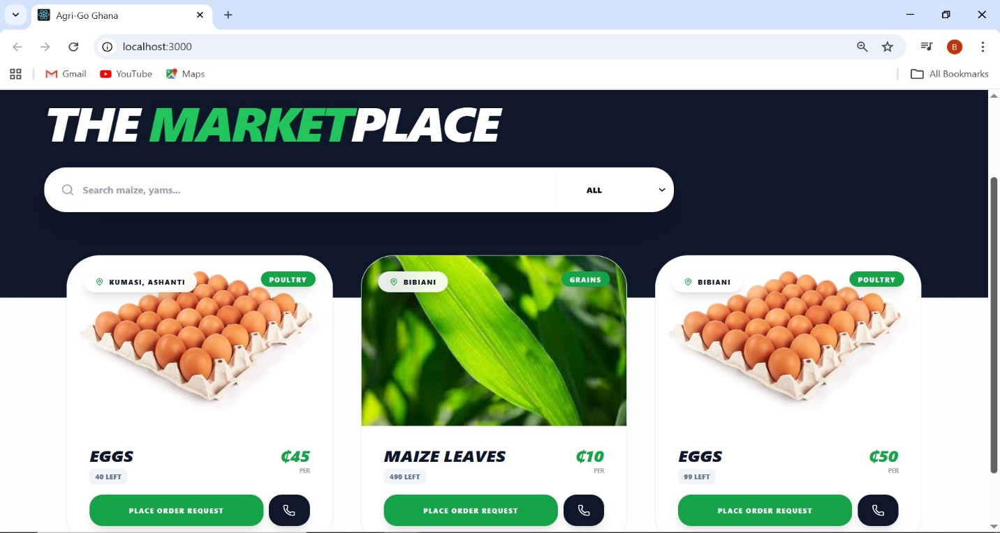 Agri-Go Ghana
localhost:3000
B
Gmail YouTube Maps All Bookmarks
THE MARKETPLACE
Search maize, yams...
ALL
KUMASI, ASHANTI
POULTRY
EGGS
₵45
PER
40 LEFT
PLACE ORDER REQUEST
BIBIANI
GRAINS
MAIZE LEAVES
₵10
PER
490 LEFT
PLACE ORDER REQUEST
BIBIANI
POULTRY
EGGS
₵50
PER
99 LEFT
PLACE ORDER REQUEST